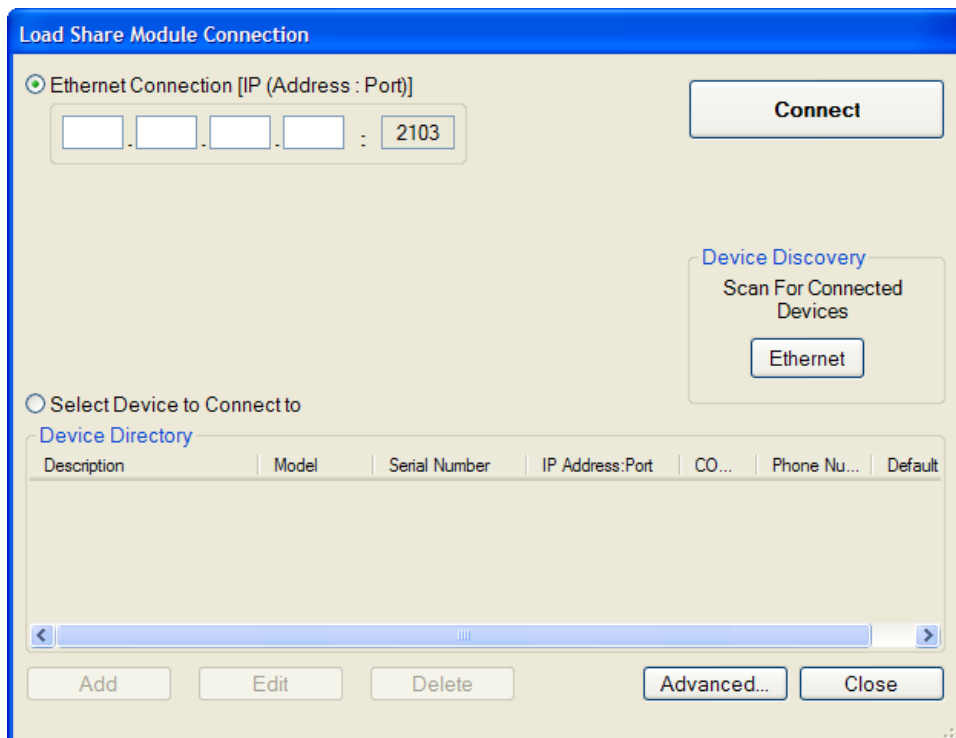 Load Share Module Connection
Ethernet Connection [IP (Address : Port)]
. . . : 2103
Connect
Device Discovery
Scan For Connected
Devices
Ethernet
Select Device to Connect to
Device Directory
Description Model Serial Number IP Address:Port CO... Phone Nu... Default
Add Edit Delete Advanced... Close